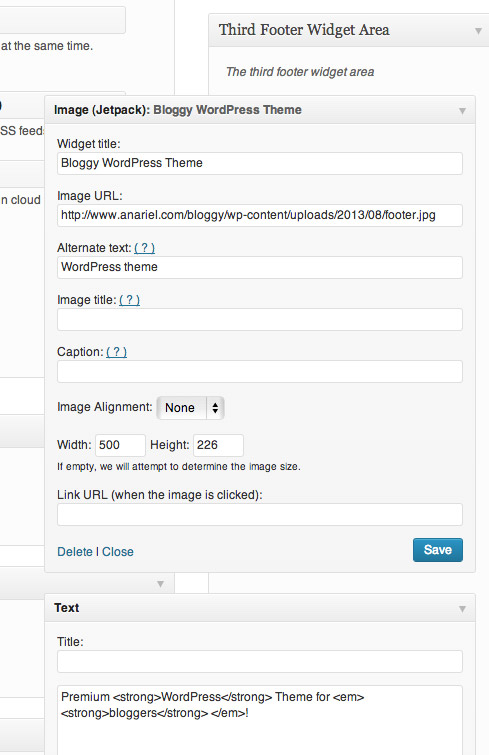 Third Footer Widget Area
at the same time.
The third footer widget area
Image (Jetpack): Bloggy WordPress Theme
SS feeds
Widget title:
Bloggy WordPress Theme
n cloud
Image URL:
http://www.anariel.com/bloggy/wp-content/uploads/2013/08/footer.jpg
Alternate text: ( ? )
WordPress theme
Image title: ( ? )
Caption: ( ? )
Image Alignment: None
Width: 500 Height: 226
If empty, we will attempt to determine the image size.
Link URL (when the image is clicked):
Delete | Close
Save
Text
Title:
Premium <strong>WordPress</strong> Theme for <em>
<strong>bloggers</strong> </em>!